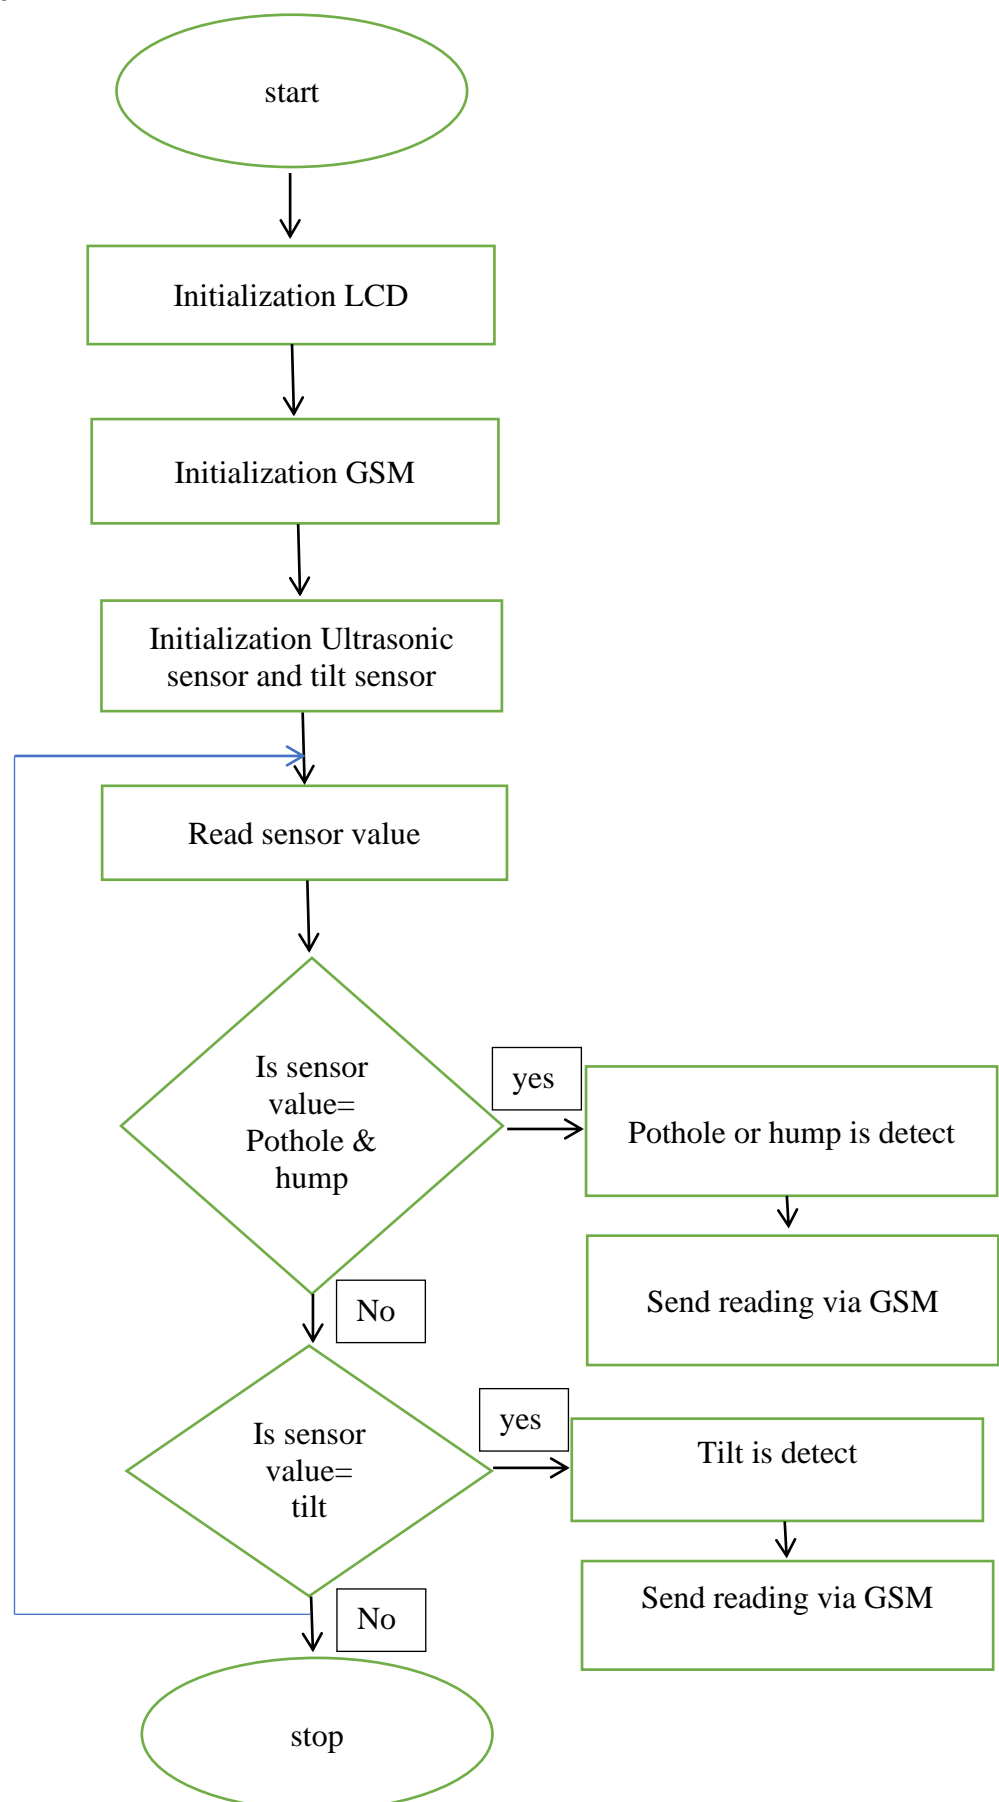 start
Initialization LCD
Initialization GSM
Initialization Ultrasonic
sensor and tilt sensor
Read sensor value
Is sensor
value=
Pothole &
hump
yes
Pothole or hump is detect
Send reading via GSM
No
Is sensor
value=
tilt
yes
Tilt is detect
Send reading via GSM
No
stop